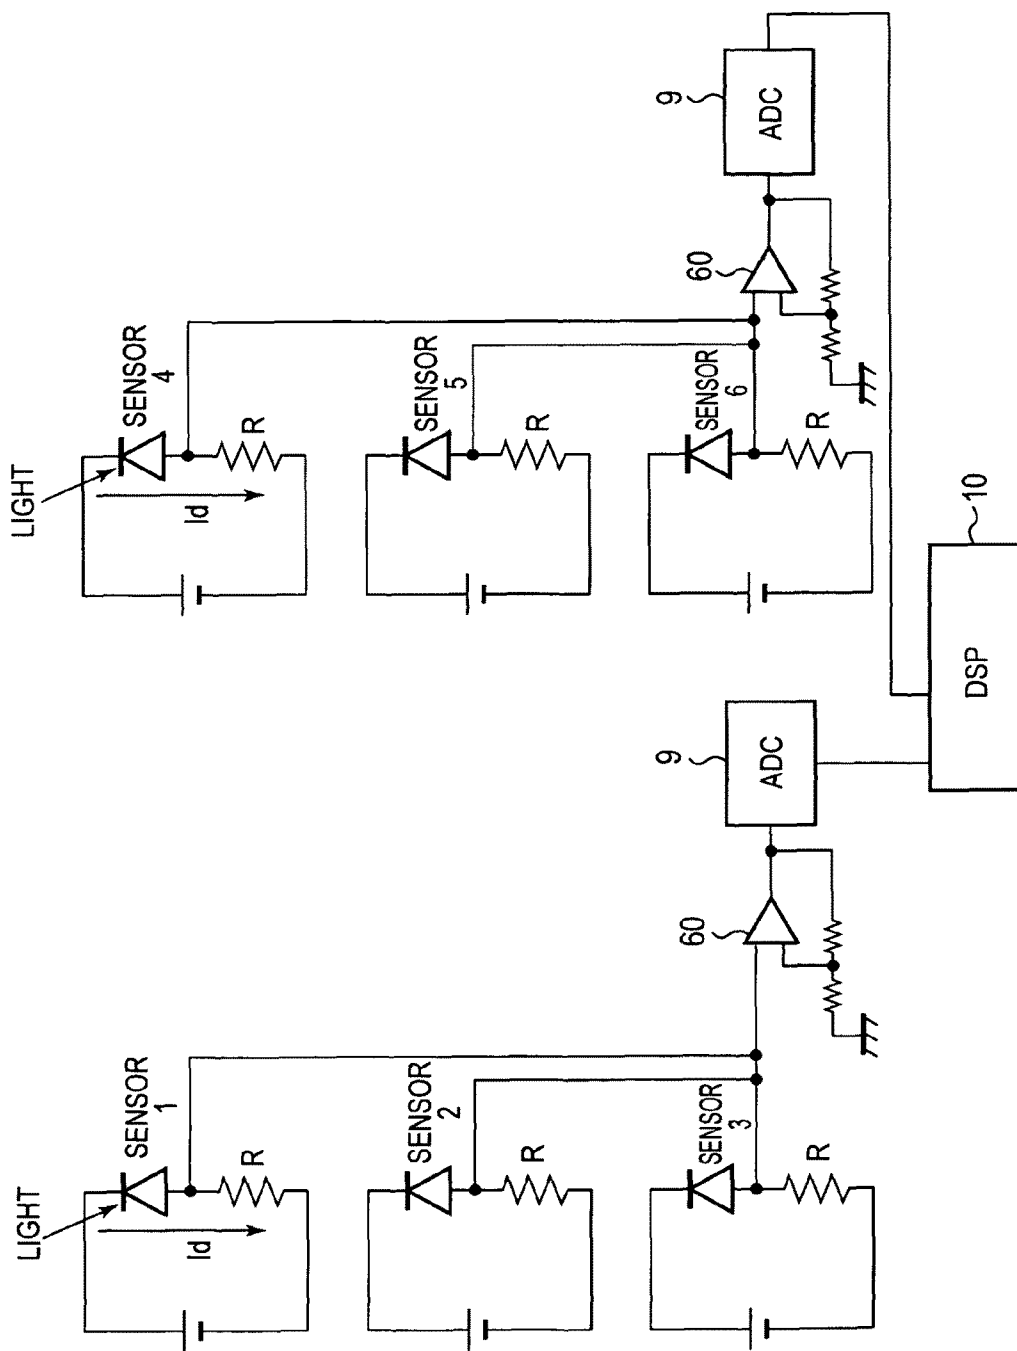 LIGHT
SENSOR
1
Id
R
SENSOR
2
R
SENSOR
3
R
60
9
ADC
LIGHT
SENSOR
4
Id
R
SENSOR
5
R
SENSOR
6
R
60
9
ADC
DSP
10